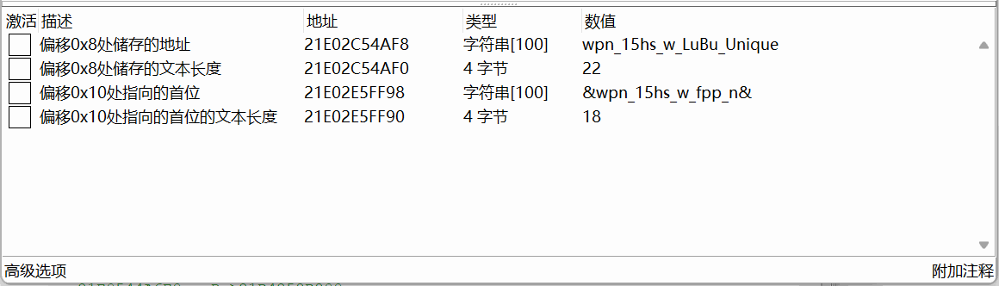 激活 描述 地址 类型 数值
偏移0x8处储存的地址 21E02C54AF8 字符串[100] wpn_15hs_w_LuBu_Unique
偏移0x8处储存的文本长度 21E02C54AF0 4 字节 22
偏移0x10处指向的首位 21E02E5FF98 字符串[100] &wpn_15hs_w_fpp_n&
偏移0x10处指向的首位的文本长度 21E02E5FF90 4 字节 18
高级选项 附加注释